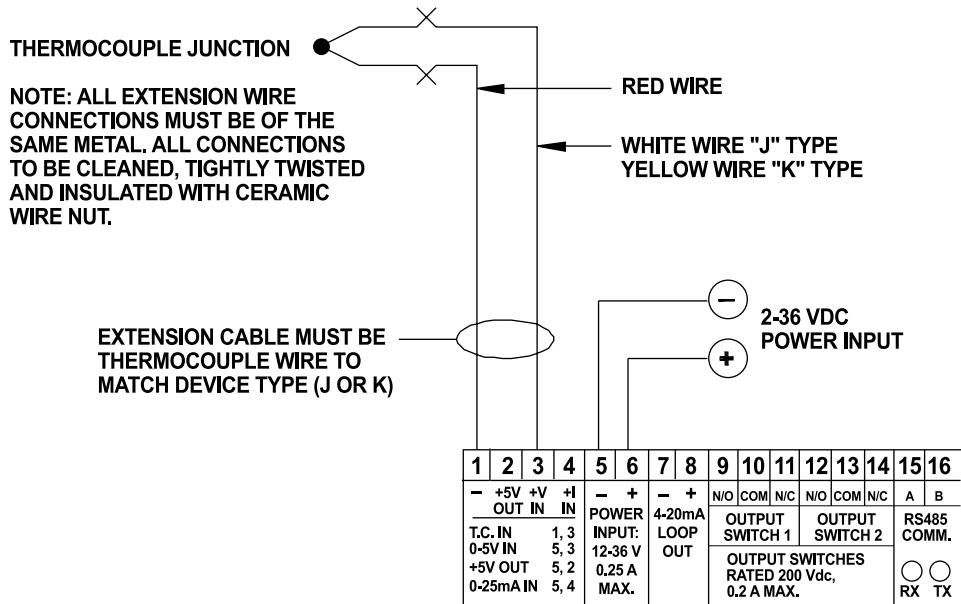 THERMOCOUPLE JUNCTION
NOTE: ALL EXTENSION WIRE
CONNECTIONS MUST BE OF THE
SAME METAL. ALL CONNECTIONS
TO BE CLEANED, TIGHTLY TWISTED
AND INSULATED WITH CERAMIC
WIRE NUT.
RED WIRE
WHITE WIRE "J" TYPE
YELLOW WIRE "K" TYPE
EXTENSION CABLE MUST BE
THERMOCOUPLE WIRE TO
MATCH DEVICE TYPE (J OR K)
−
+
2-36 VDC
POWER INPUT
1 2 3 4 5 6 7 8 9 10 11 12 13 14 15 16
− +5V OUT +V IN +I IN
T.C. IN 1, 3
0-5V IN 5, 3
+5V OUT 5, 2
0-25mA IN 5, 4
− +
POWER
INPUT:
12-36 V
0.25 A
MAX.
− +
4-20mA
LOOP
OUT
N/O COM N/C N/O COM N/C
OUTPUT
SWITCH 1
OUTPUT
SWITCH 2
OUTPUT SWITCHES
RATED 200 Vdc,
0.2 A MAX.
A B
RS485
COMM.
RX TX